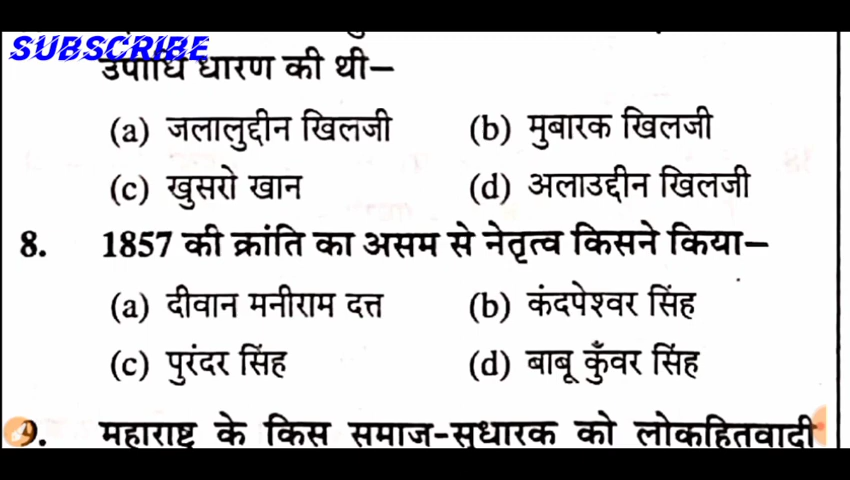 SUBSCRIBE
उपाधि धारण की थी–
(a) जलालुद्दीन खिलजी (b) मुबारक खिलजी
(c) खुसरो खान (d) अलाउद्दीन खिलजी
8. 1857 की क्रांति का असम से नेतृत्व किसने किया–
(a) दीवान मनीराम दत्त (b) कंदपेश्वर सिंह
(c) पुरंदर सिंह (d) बाबू कुँवर सिंह
9. महाराष्ट्र के किस समाज-सुधारक को लोकहितवादी